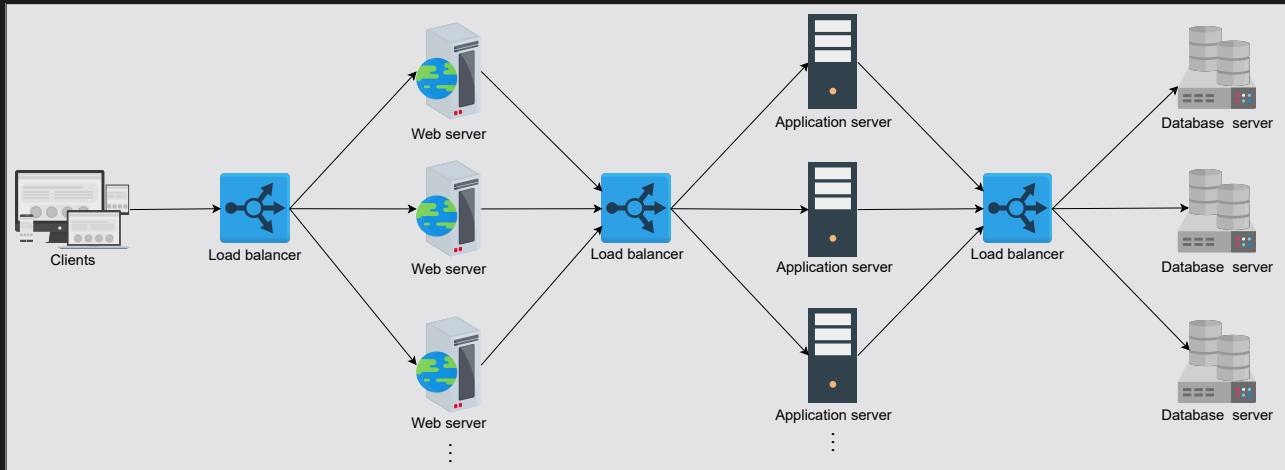 Web server
Application server
Database server
Clients
Load balancer
Web server
Load balancer
Application server
Load balancer
Database server
Web server
Application server
Database server